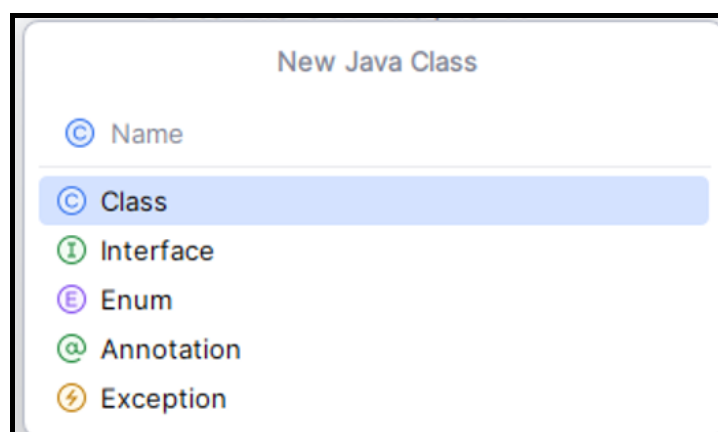 New Java Class
Name
Class
Interface
Enum
Annotation
Exception